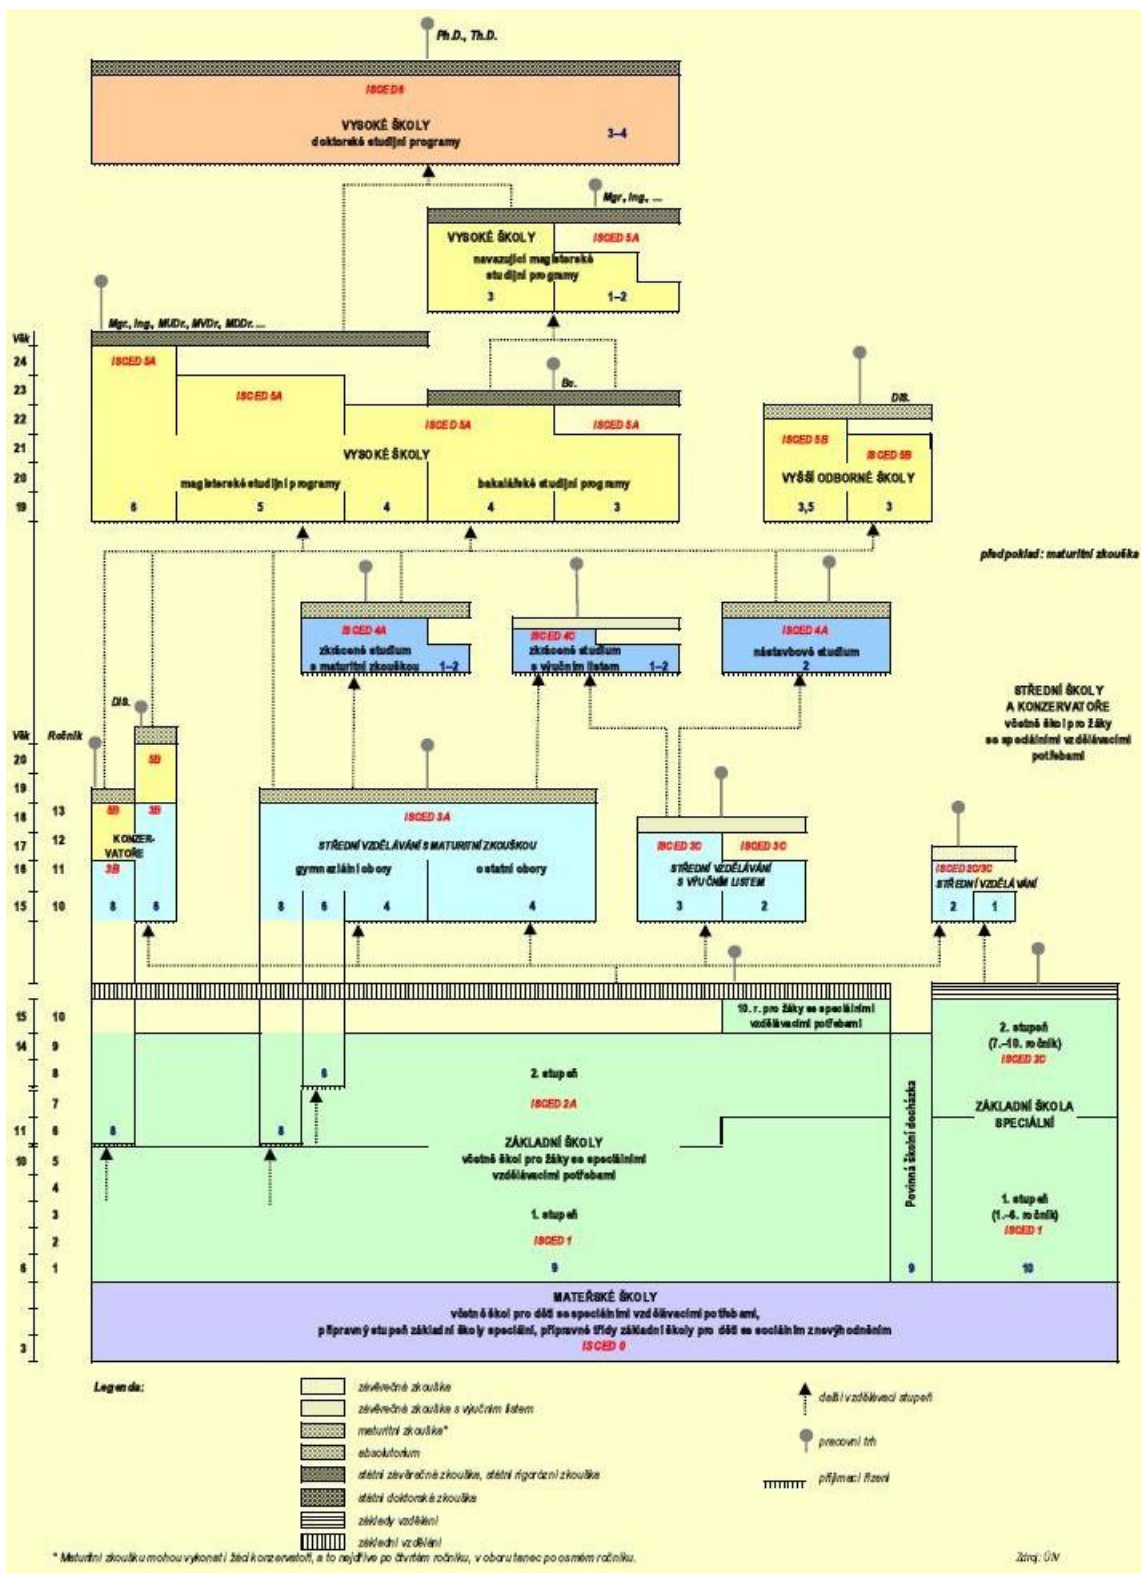 Ph.D., Th.D.
ISCED 6
VYSOKÉ ŠKOLY
doktorské studijní programy
3–4
Mgr., Ing., ...
VYSOKÉ ŠKOLY
ISCED 5A
navazující magisterské
studijní programy
3
1–2
Mgr., Ing., MUDr., MVDr., MDDr. ...
Věk
24
ISCED 5A
23
ISCED 5A
Bc.
DIS.
22
ISCED 5A
ISCED 5A
21
ISCED 5B
ISCED 5B
VYSOKÉ ŠKOLY
20
magisterské studijní programy
bakalářské studijní programy
VYŠŠÍ ODBORNÉ ŠKOLY
19
6
5
4
4
3
3,5
3
předpoklad: maturitní zkouška
ISCED 4A
zkrácené studium
s maturitní zkouškou
1–2
ISCED 4C
zkrácené studium
s výučním listem
1–2
ISCED 4A
nástavbové studium
2
STŘEDNÍ ŠKOLY
A KONZERVATOŘE
včetně škol pro žáky
se speciálními vzdělávacími
potřebami
DIS.
Věk
Ročník
20
5B
19
18
13
5B
3B
ISCED 3A
17
12
KONZER-
VATOŘE
STŘEDNÍ VZDĚLÁVÁNÍ S MATURITNÍ ZKOUŠKOU
ISCED 3C
ISCED 3C
16
11
3B
gymnaziální obory
ostatní obory
STŘEDNÍ VZDĚLÁVÁNÍ
S VÝUČNÍM LISTEM
ISCED 2C/3C
STŘEDNÍ VZDĚLÁVÁNÍ
15
10
8
6
8
6
4
4
3
2
2
1
15
10
10. r. pro žáky se speciálními
vzdělávacími potřebami
14
9
2. stupeň
(7.–10. ročník)
ISCED 2C
8
6
2. stupeň
7
ISCED 2A
ZÁKLADNÍ ŠKOLA
SPECIÁLNÍ
11
6
8
8
ZÁKLADNÍ ŠKOLY
včetně škol pro žáky se speciálními
vzdělávacími potřebami
Povinná školní docházka
10
5
4
3
1. stupeň
1. stupeň
(1.–6. ročník)
2
ISCED 1
ISCED 1
6
1
9
9
10
MATEŘSKÉ ŠKOLY
včetně škol pro děti se speciálními vzdělávacími potřebami,
přípravný stupeň základní školy speciální, přípravné třídy základní školy pro děti se sociálním znevýhodněním
3
ISCED 0
Legenda:
závěrečná zkouška
závěrečná zkouška s výučním listem
maturitní zkouška*
absolutorium
státní závěrečná zkouška, státní rigorózní zkouška
státní doktorská zkouška
základy vzdělání
základní vzdělání
další vzdělávací stupeň
pracovní trh
přijímací řízení
* Maturitní zkoušku mohou vykonat i žáci konzervatoří, a to nejdříve po čtvrtém ročníku, v oboru tanec po osmém ročníku.
Zdroj: ÚIV